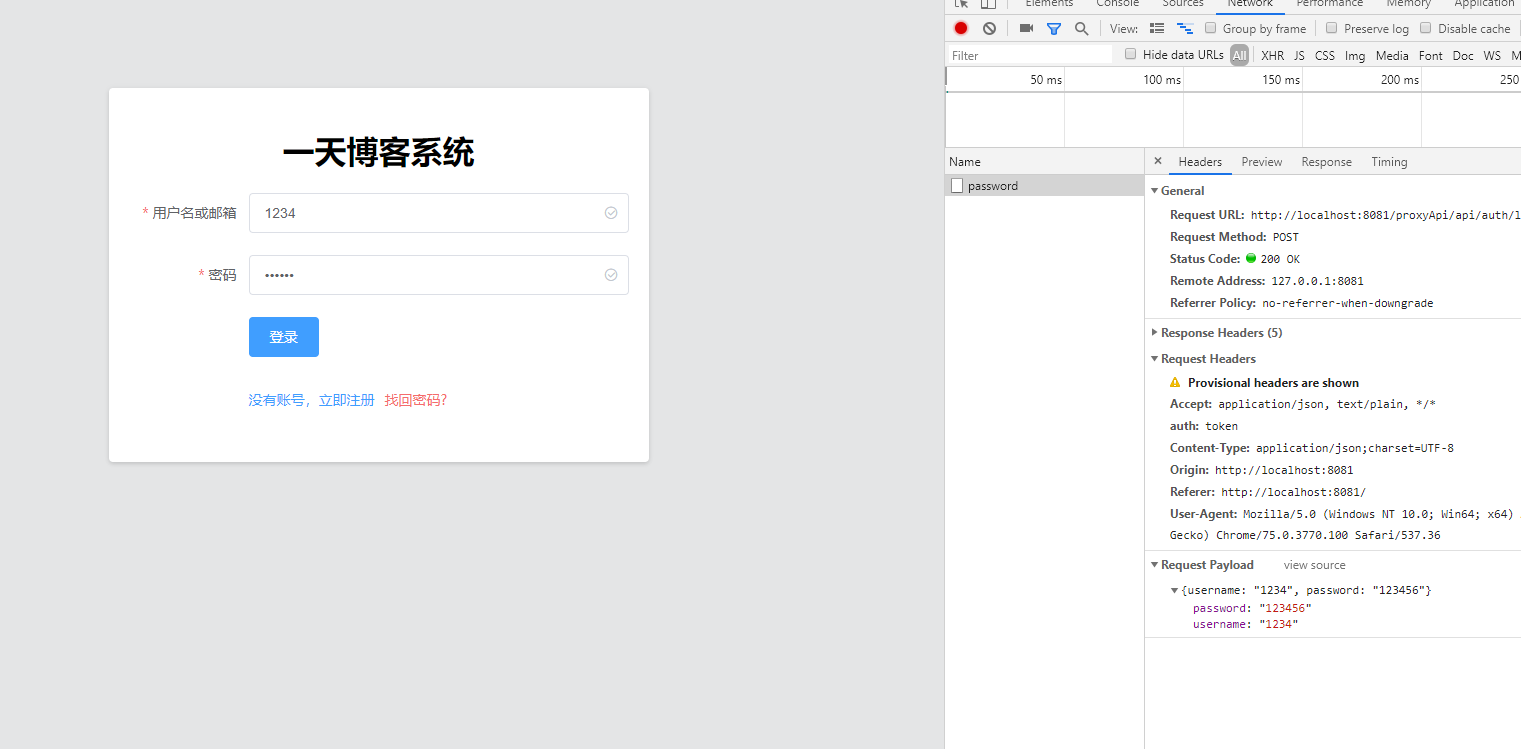 一天博客系统
* 用户名或邮箱 1234
* 密码 ••••••
登录
没有账号，立即注册 找回密码?
Elements Console Sources Network Performance Memory Application
View: Group by frame Preserve log Disable cache
Filter Hide data URLs All XHR JS CSS Img Media Font Doc WS M
50 ms 100 ms 150 ms 200 ms 250
Name
password
× Headers Preview Response Timing
General
Request URL: http://localhost:8081/proxyApi/api/auth/l
Request Method: POST
Status Code: 200 OK
Remote Address: 127.0.0.1:8081
Referrer Policy: no-referrer-when-downgrade
Response Headers (5)
Request Headers
Provisional headers are shown
Accept: application/json, text/plain, */*
auth: token
Content-Type: application/json;charset=UTF-8
Origin: http://localhost:8081
Referer: http://localhost:8081/
User-Agent: Mozilla/5.0 (Windows NT 10.0; Win64; x64)
Gecko) Chrome/75.0.3770.100 Safari/537.36
Request Payload view source
{username: "1234", password: "123456"}
password: "123456"
username: "1234"